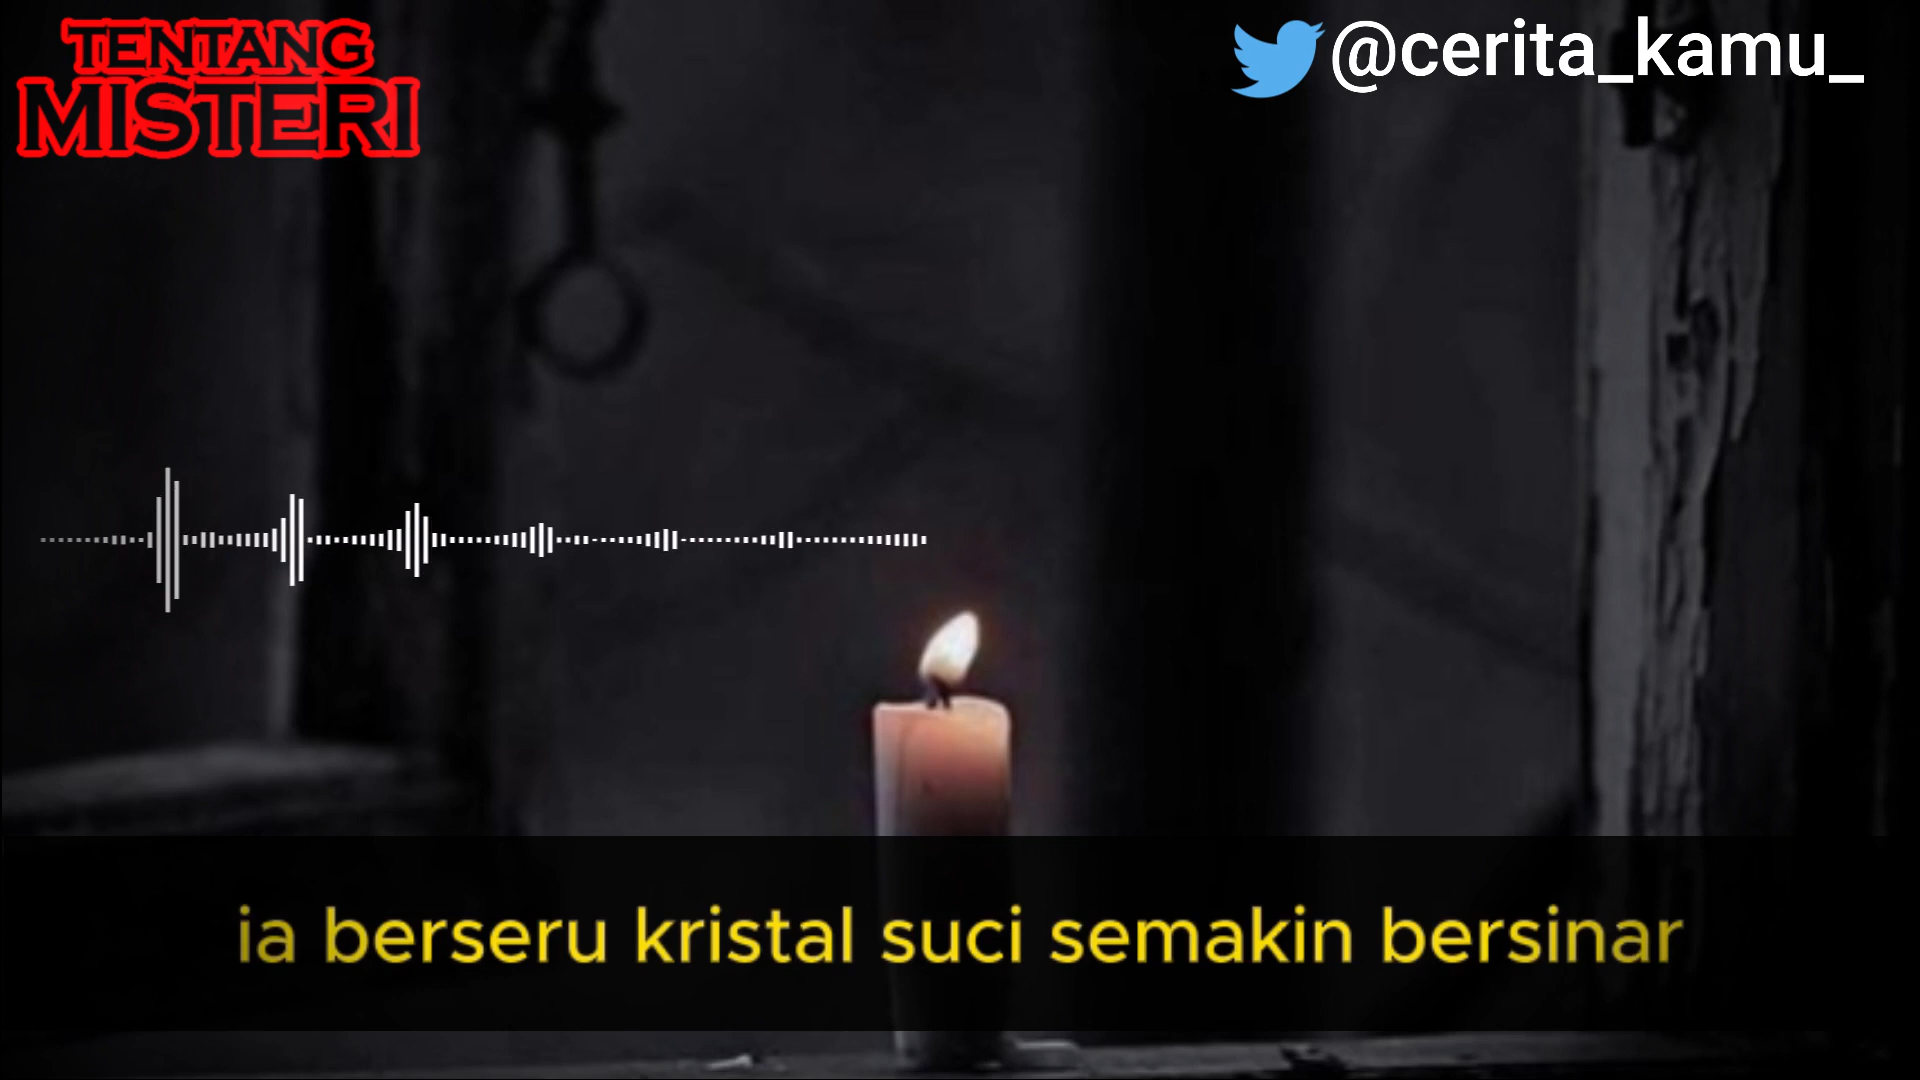 TENTANG
MISTERI
@cerita_kamu_
ia berseru kristal suci semakin bersinar